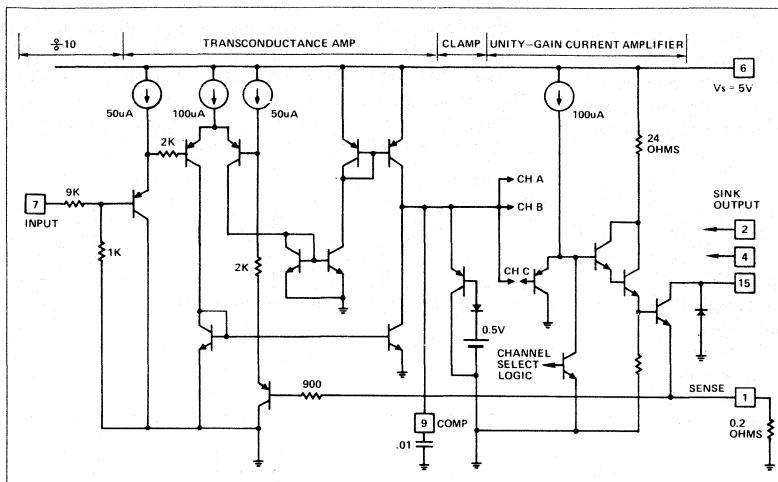 ÷10
TRANSCONDUCTANCE AMP
CLAMP
UNITY-GAIN CURRENT AMPLIFIER
6
Vs = 5V
50uA
100uA
50uA
100uA
24
OHMS
2K
9K
7
INPUT
1K
2K
CH A
CH B
CH C
SINK
OUTPUT
2
4
15
0.5V
CHANNEL
SELECT
LOGIC
900
SENSE
1
9
COMP
.01
0.2
OHMS